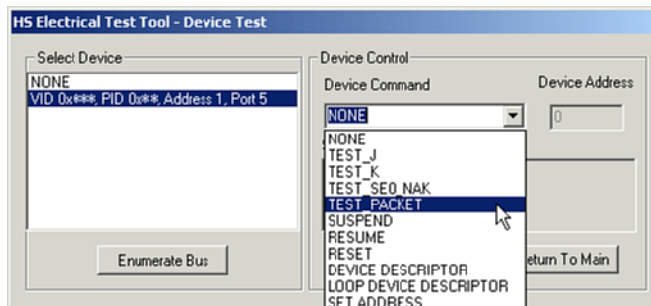 HS Electrical Test Tool - Device Test
Select Device
NONE
VID 0x***, PID 0x**, Address 1, Port 5
Enumerate Bus
Device Control
Device Command
Device Address
NONE
0
NONE
TEST_J
TEST_K
TEST_SE0_NAK
TEST_PACKET
SUSPEND
RESUME
RESET
DEVICE DESCRIPTOR
LOOP DEVICE DESCRIPTOR
SET ADDRESS
eturn To Main